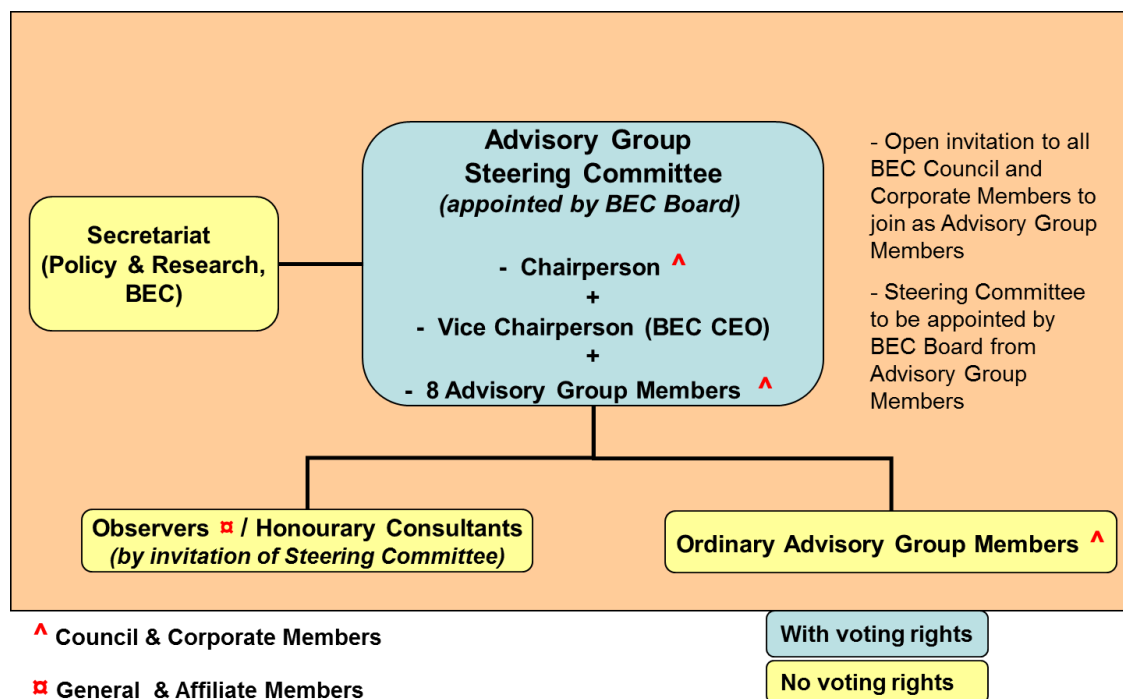 Advisory Group
Steering Committee
(appointed by BEC Board)
- Chairperson ^
+
- Vice Chairperson (BEC CEO)
+
- 8 Advisory Group Members ^
Secretariat
(Policy & Research,
BEC)
- Open invitation to all
BEC Council and
Corporate Members to
join as Advisory Group
Members
- Steering Committee
to be appointed by
BEC Board from
Advisory Group
Members
Observers ¤ / Honourary Consultants
(by invitation of Steering Committee)
Ordinary Advisory Group Members ^
^ Council & Corporate Members
¤ General & Affiliate Members
With voting rights
No voting rights